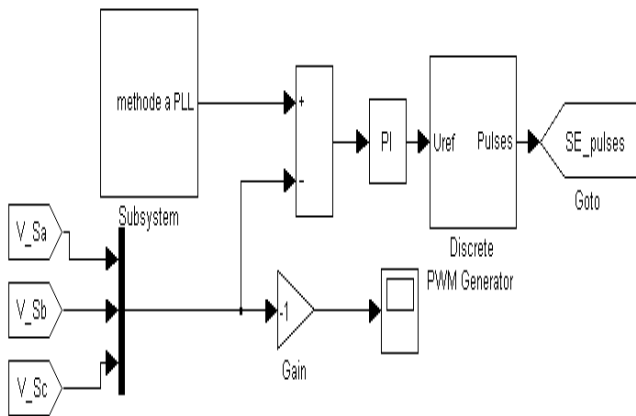 methode a PLL
Subsystem
+
−
PI
Uref
Pulses
Discrete
PWM Generator
SE_pulses
Goto
V_Sa
V_Sb
V_Sc
-1
Gain